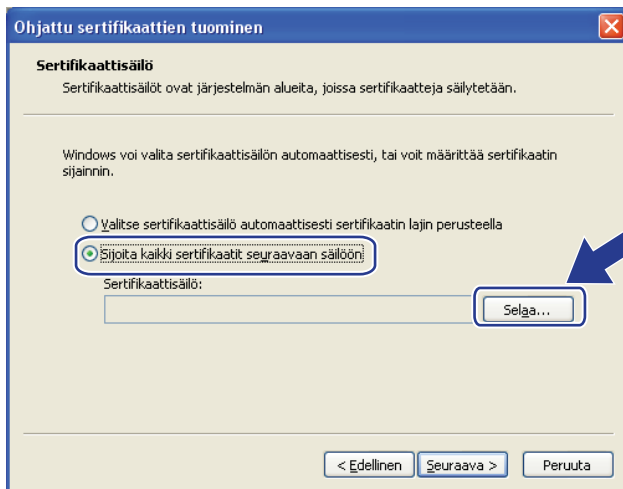 Ohjattu sertifikaattien tuominen
Sertifikaattisäilö
Sertifikaattisäilöt ovat järjestelmän alueita, joissa sertifikaatteja säilytetään.
Windows voi valita sertifikaattisäilön automaattisesti, tai voit määrittää sertifikaatin
sijainnin.
Valitse sertifikaattisäilö automaattisesti sertifikaatin lajin perusteella
Sijoita kaikki sertifikaatit seuraavaan säilöön
Sertifikaattisäilö:
Selaa...
< Edellinen Seuraava > Peruuta